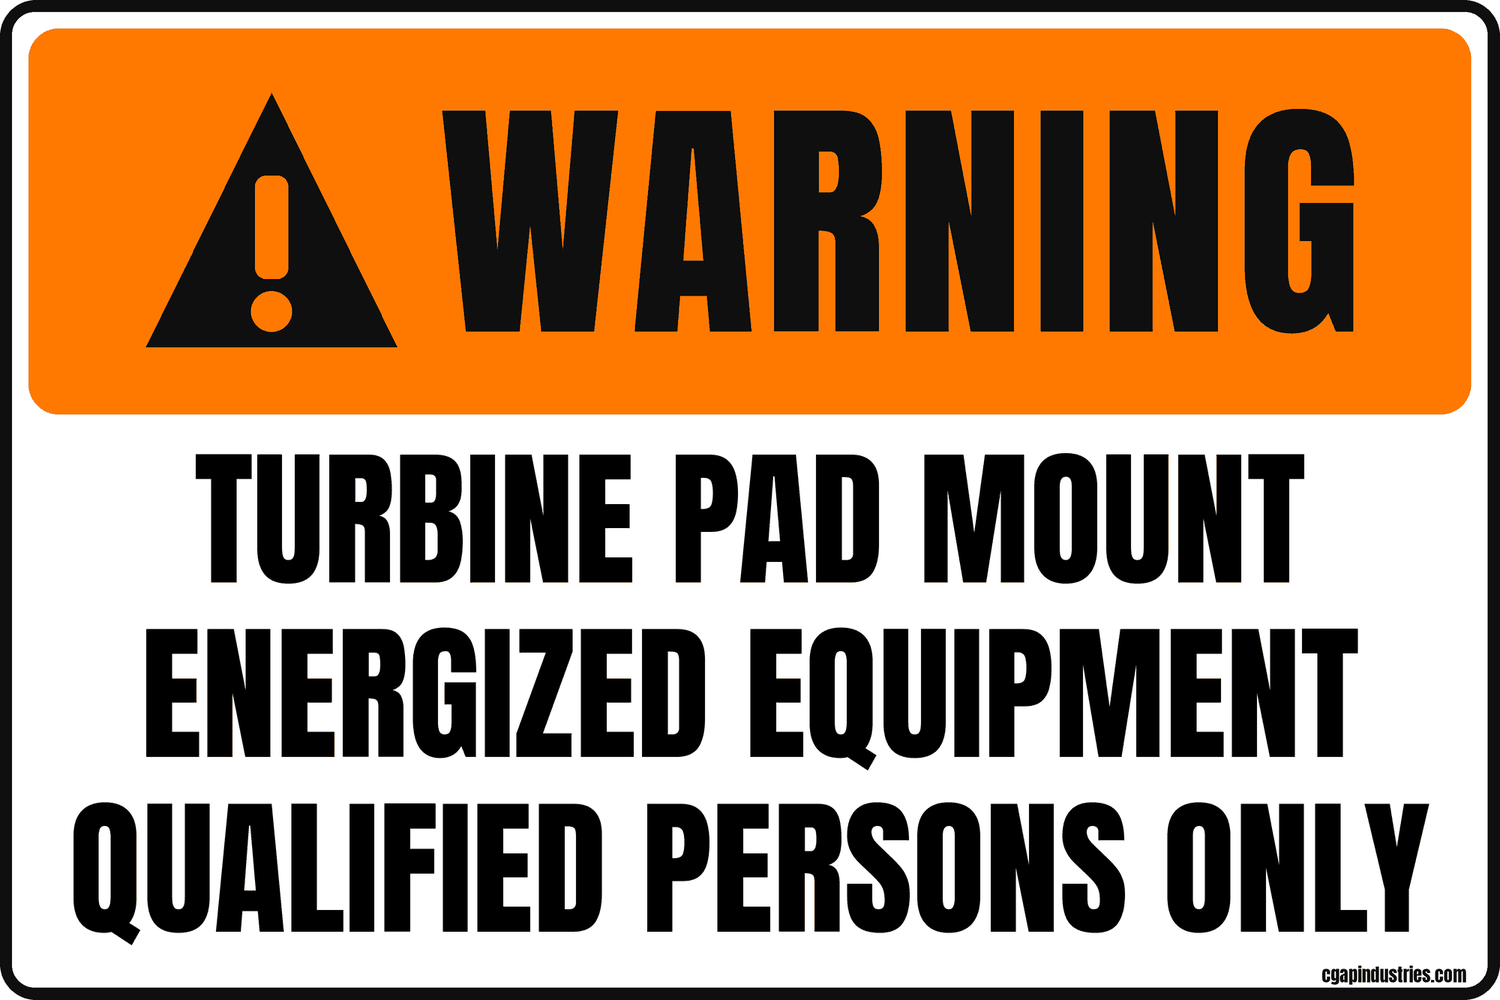 WARNING
TURBINE PAD MOUNT
ENERGIZED EQUIPMENT
QUALIFIED PERSONS ONLY
cgapindustries.com